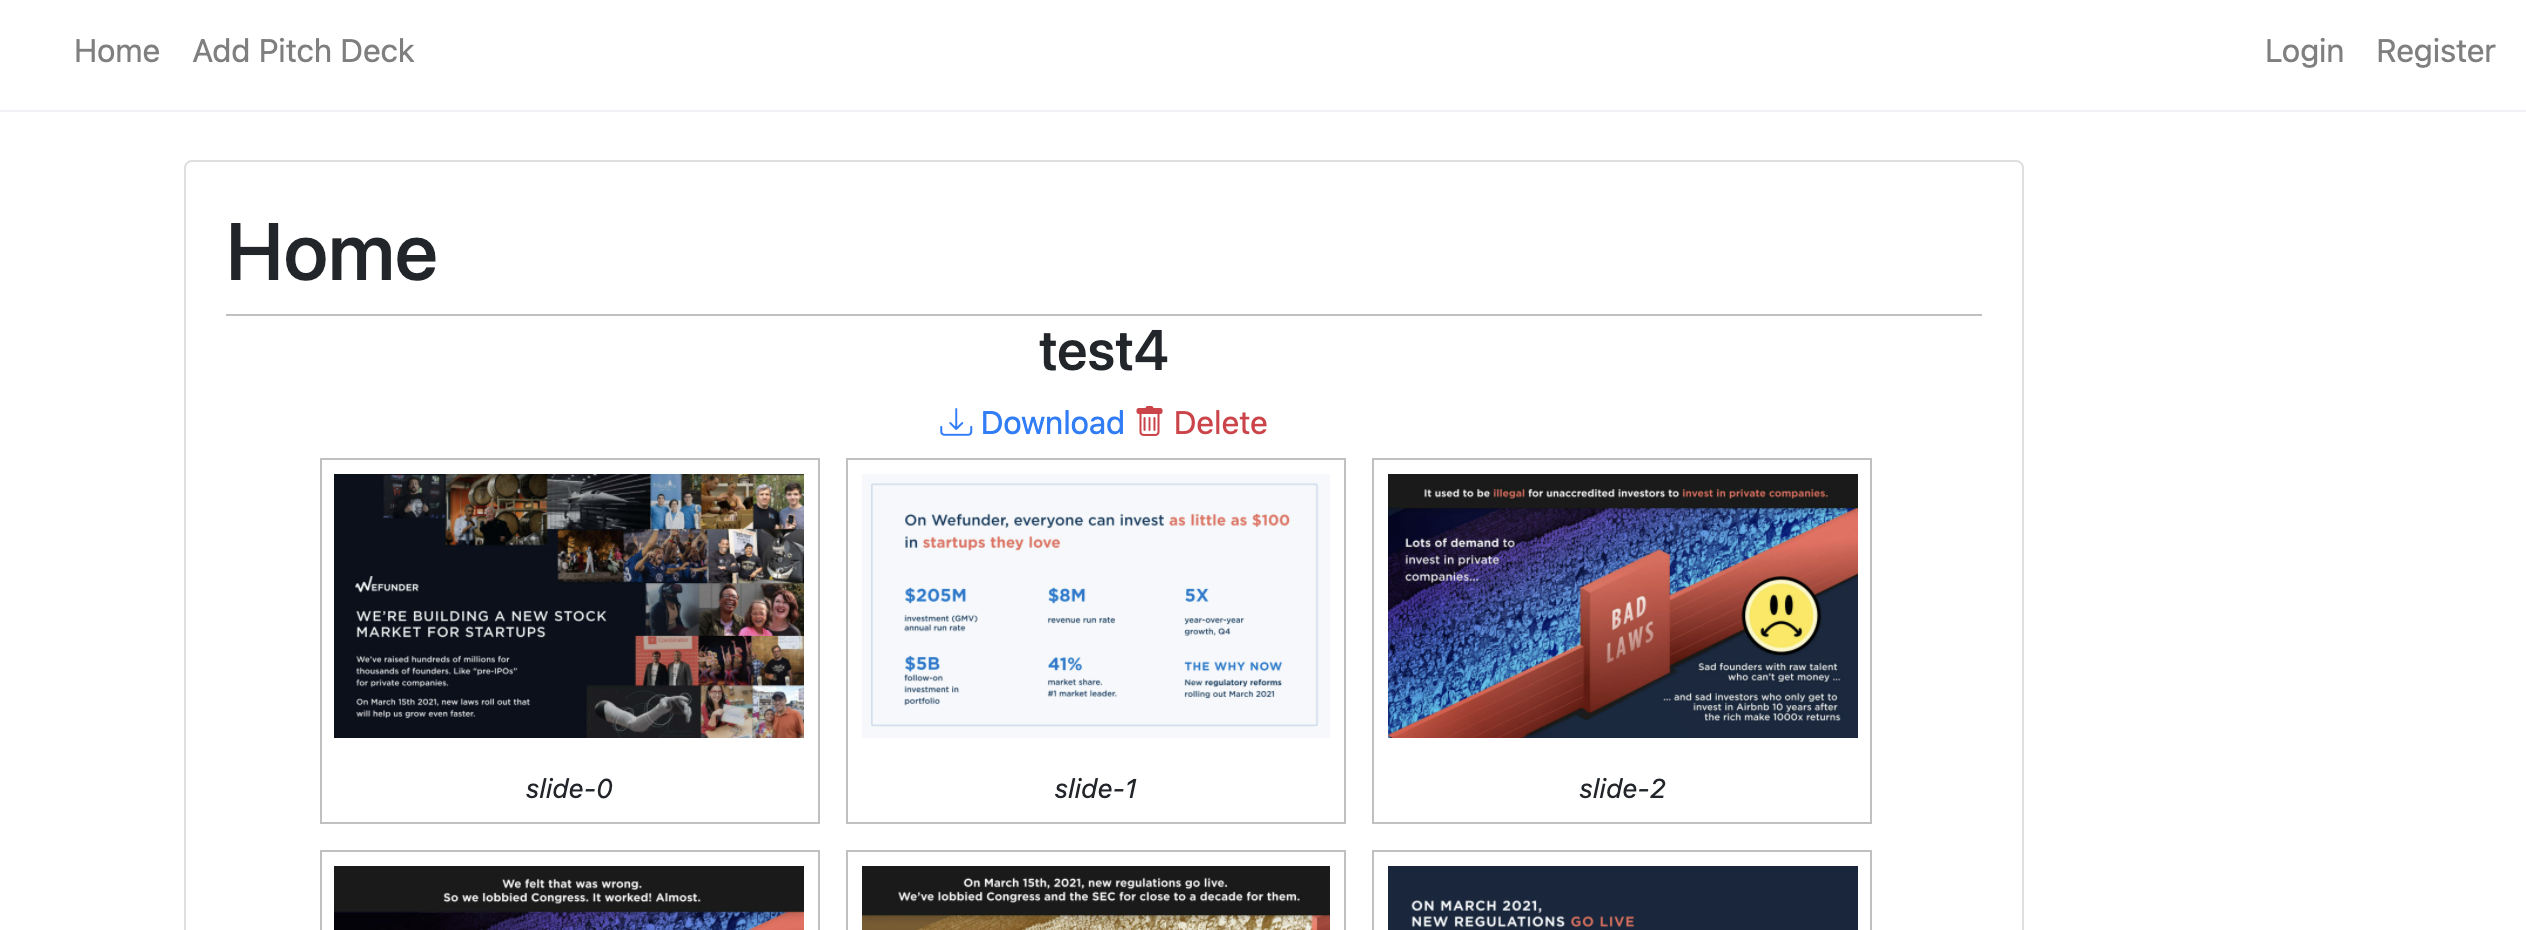 Home Add Pitch Deck Login Register
Home
test4
Download Delete
WEFUNDER
WE'RE BUILDING A NEW STOCK
MARKET FOR STARTUPS
We've raised hundreds of millions for
thousands of founders. Like "pre-IPOs"
for private companies.
On March 15th 2021, new laws roll out that
will help us grow even faster.
slide-0
On Wefunder, everyone can invest as little as $100
in startups they love
$205M
investment (GMV)
annual run rate
$8M
revenue run rate
5X
year-over-year
growth, Q4
$5B
follow-on
investment in
portfolio
41%
market share.
#1 market leader.
THE WHY NOW
New regulatory reforms
rolling out March 2021
slide-1
It used to be illegal for unaccredited investors to invest in private companies.
Lots of demand to
invest in private
companies...
BAD
LAWS
Sad founders with raw talent
who can't get money ...
... and sad investors who only get to
invest in Airbnb 10 years after
the rich make 1000x returns
slide-2
We felt that was wrong.
So we lobbied Congress. It worked! Almost.
On March 15th, 2021, new regulations go live.
We've lobbied Congress and the SEC for close to a decade for them.
ON MARCH 2021,
NEW REGULATIONS GO LIVE